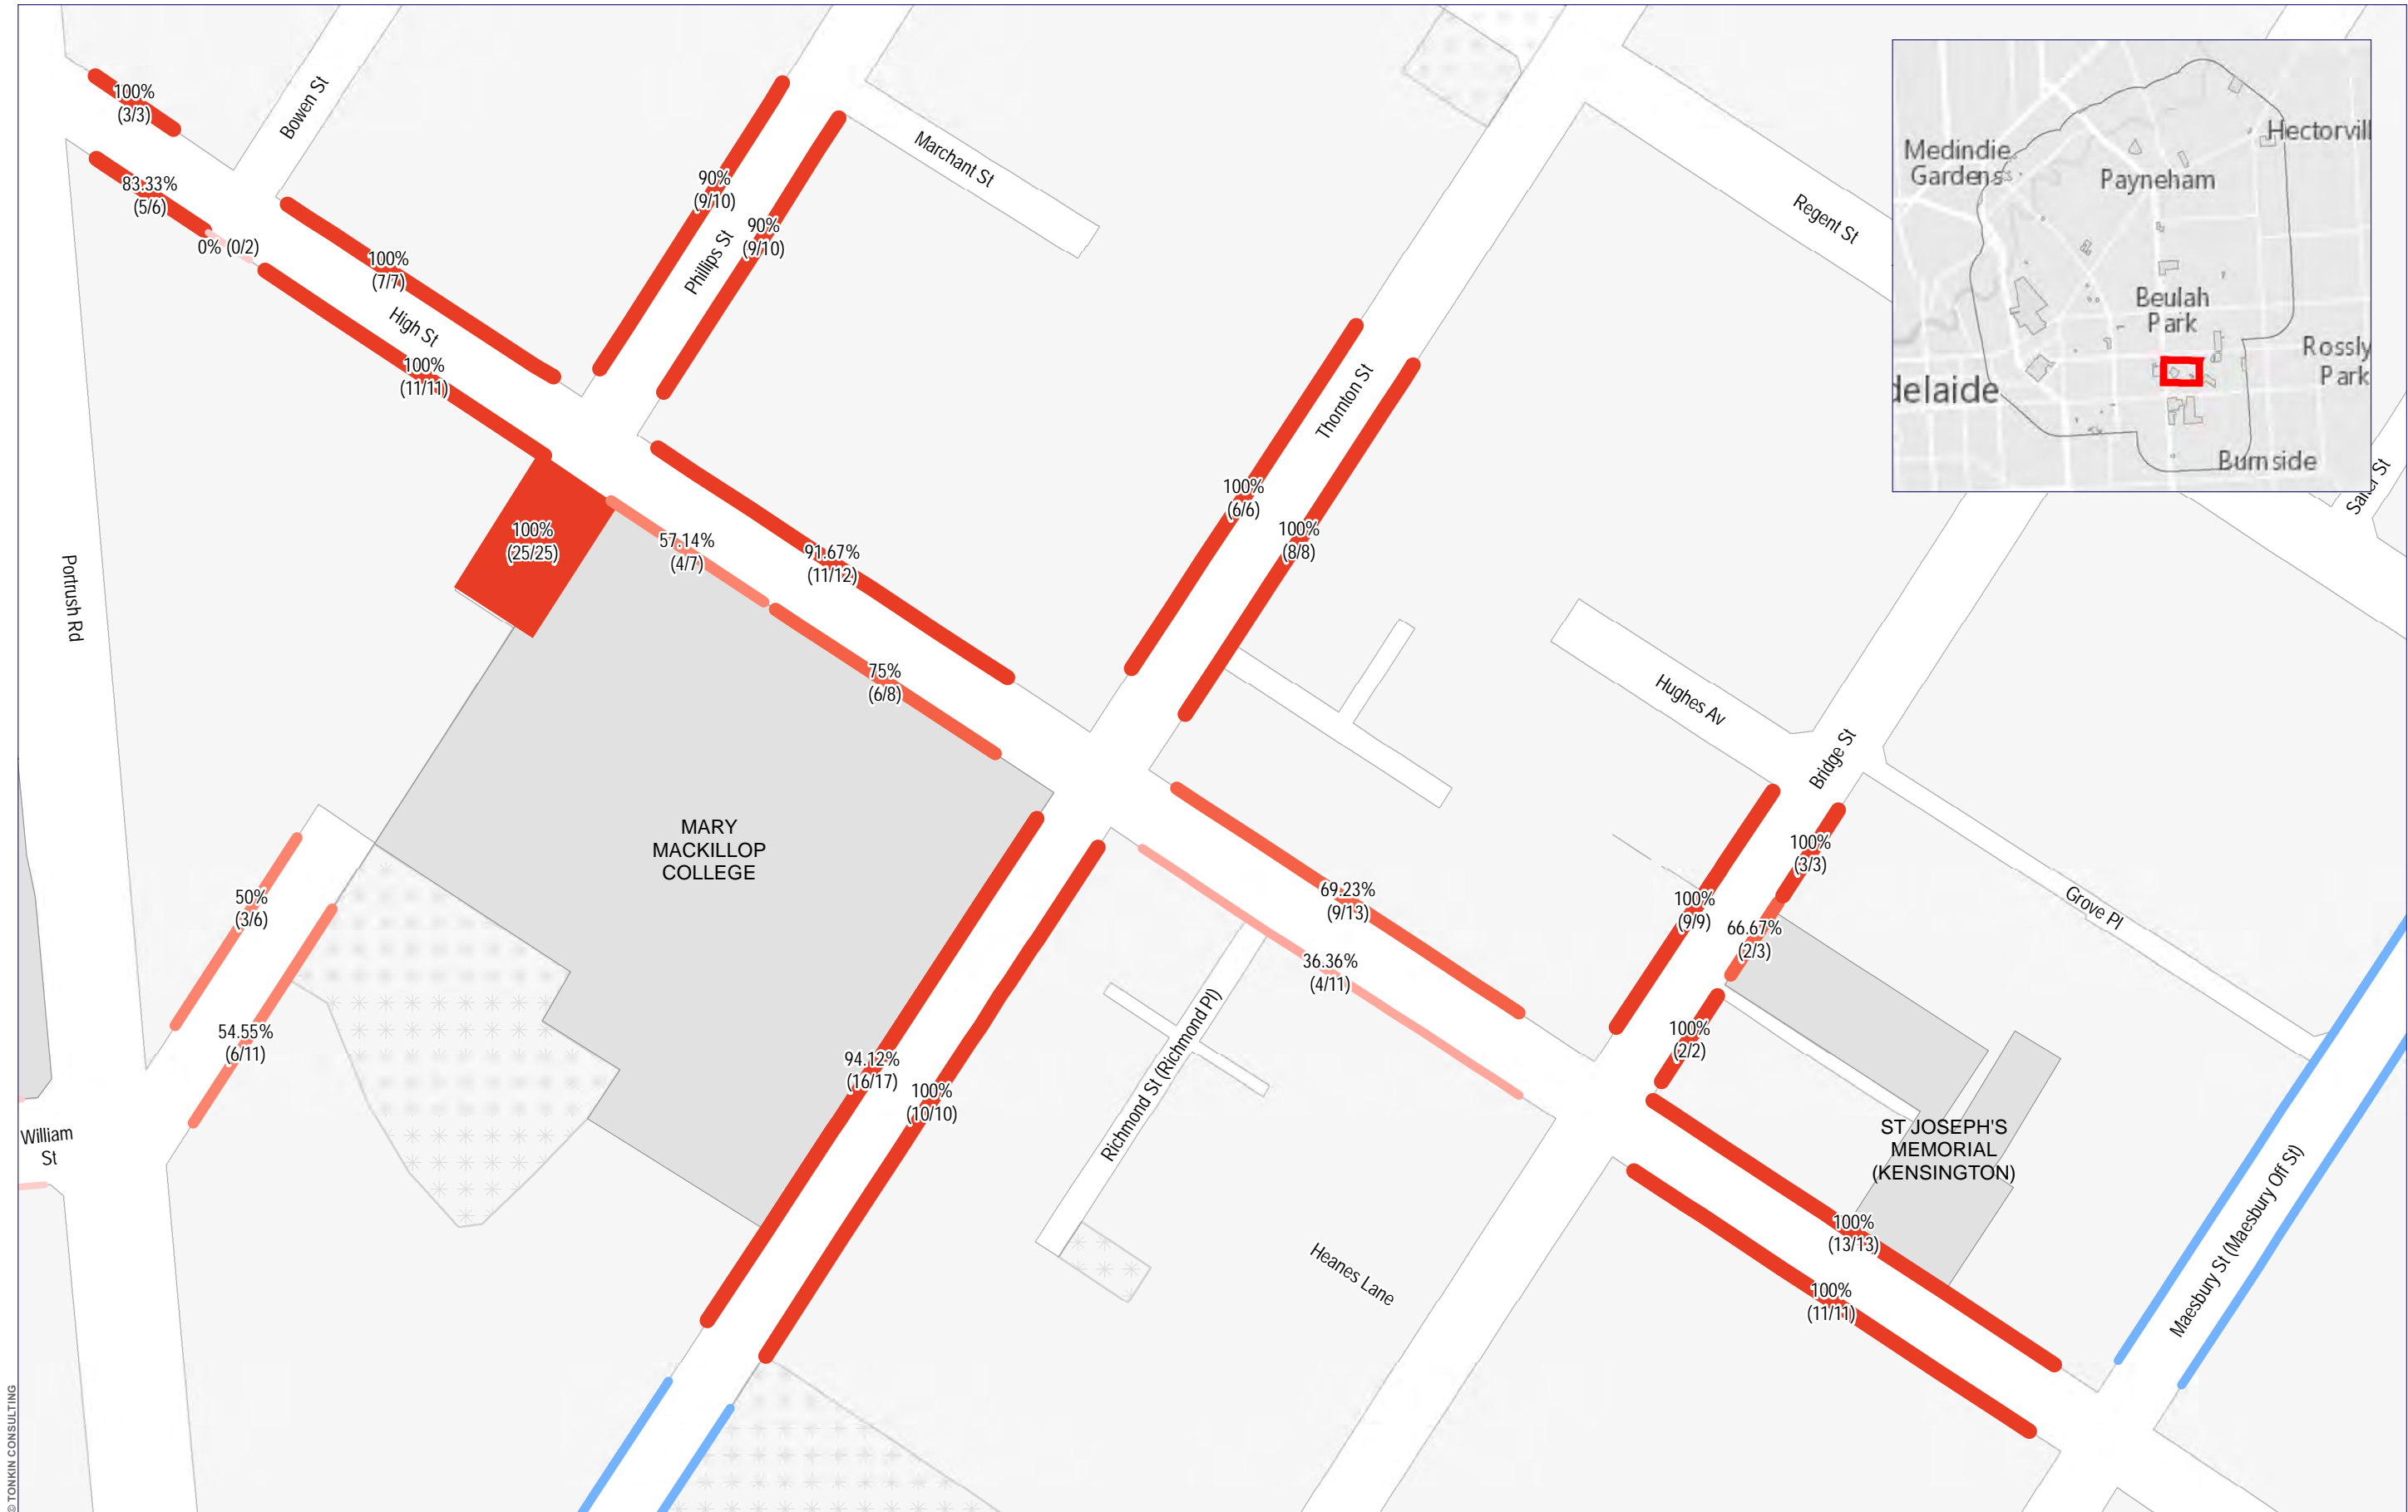 100%
(3/3)
Bowen St
83.33%
(5/6)
0% (0/2)
100%
(7/7)
High St
100%
(11/11)
90%
(9/10)
Phillips St
90%
(9/10)
Marchant St
Regent St
Medindie
Gardens
Hectorvill
Payneham
Beulah
Park
Rossly
Park
delaide
Burnside
St
Thornton St
100%
(6/6)
100%
(8/8)
100%
(25/25)
57.14%
(4/7)
91.67%
(11/12)
75%
(6/8)
Portrush Rd
Hughes Av
Bridge St
MARY
MACKILLOP
COLLEGE
50%
(3/6)
54.55%
(6/11)
69.23%
(9/13)
36.36%
(4/11)
100%
(3/3)
100%
(9/9)
66.67%
(2/3)
100%
(2/2)
Grove Pl
94.12%
(16/17)
100%
(10/10)
Richmond St (Richmond Pl)
William
St
ST JOSEPH'S
MEMORIAL
(KENSINGTON)
100%
(13/13)
100%
(11/11)
Heanes Lane
Maesbury St (Maesbury Off St)
© TONKIN CONSULTING